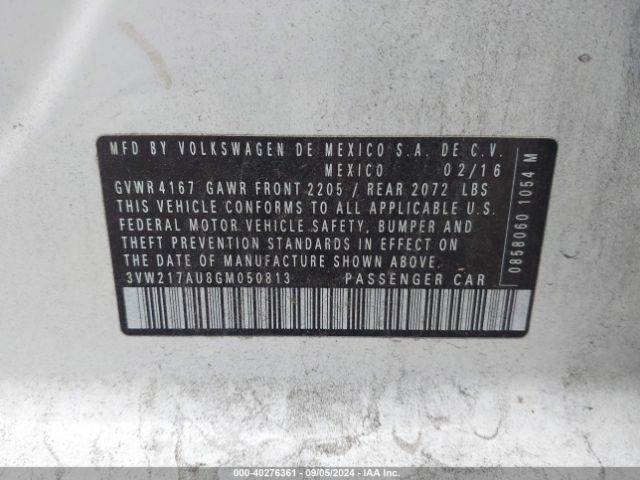 MFD BY VOLKSWAGEN DE MEXICO S.A. DE C.V.
MEXICO 02/16
GVWR 4167 GAWR FRONT 2205 / REAR 2072 LBS
THIS VEHICLE CONFORMS TO ALL APPLICABLE U.S.
FEDERAL MOTOR VEHICLE SAFETY, BUMPER AND
THEFT PREVENTION STANDARDS IN EFFECT ON
THE DATE OF MANUFACTURE SHOWN ABOVE.
3VW217AU8GM050813 PASSENGER CAR
0858060 1054 M
000-40276361 - 09/05/2024 - IAA Inc.